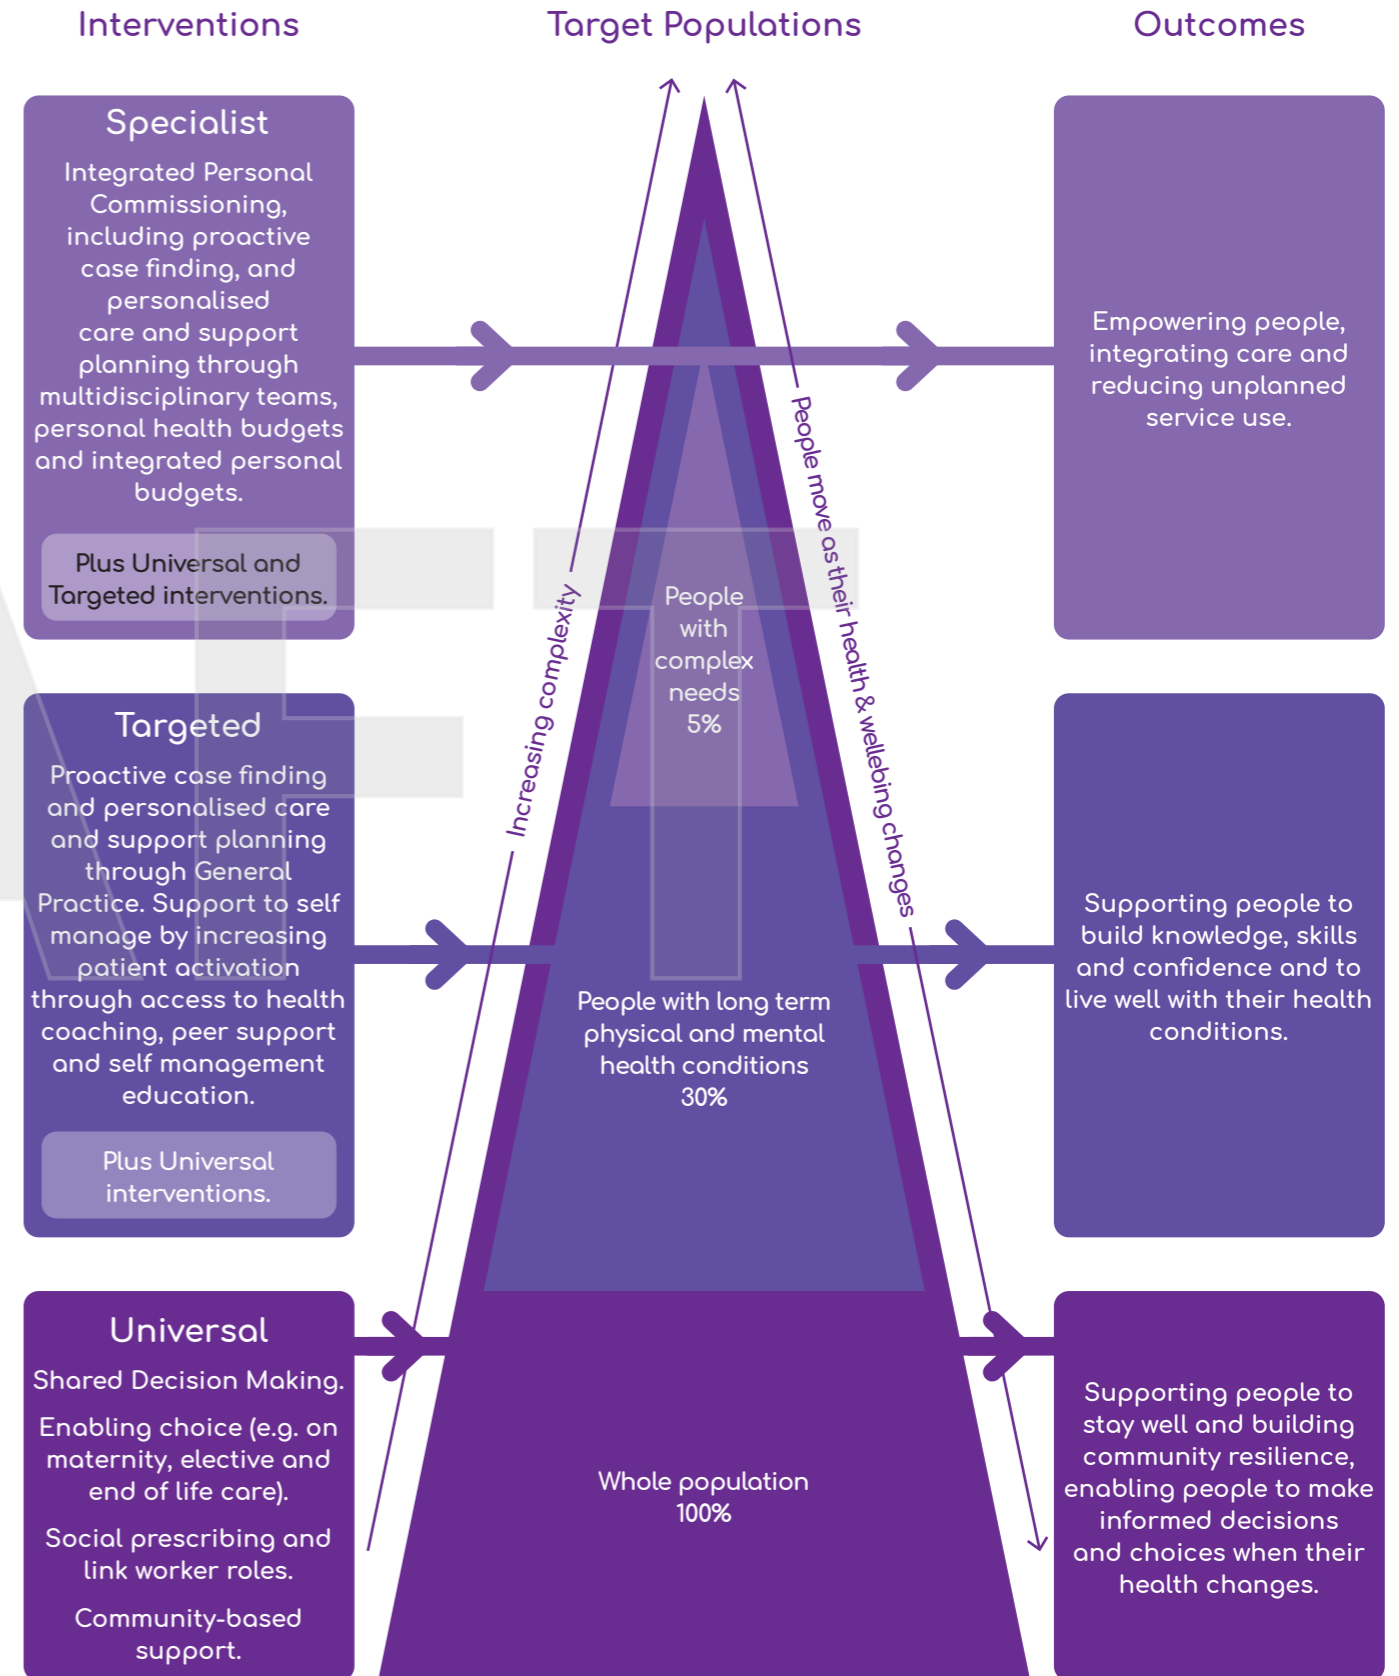 Interventions
Target Populations
Outcomes
Specialist
Integrated Personal
Commissioning,
including proactive
case finding, and
personalised
care and support
planning through
multidisciplinary teams,
personal health budgets
and integrated personal
budgets.
Plus Universal and
Targeted interventions.
Increasing complexity
People
with
complex
needs
5%
People move as their health & wellebing changes
Empowering people,
integrating care and
reducing unplanned
service use.
Targeted
Proactive case finding
and personalised care
and support planning
through General
Practice. Support to self
manage by increasing
patient activation
through access to health
coaching, peer support
and self management
education.
Plus Universal
interventions.
People with long term
physical and mental
health conditions
30%
Supporting people to
build knowledge, skills
and confidence and to
live well with their health
conditions.
Universal
Shared Decision Making.
Enabling choice (e.g. on
maternity, elective and
end of life care).
Social prescribing and
link worker roles.
Community-based
support.
Whole population
100%
Supporting people to
stay well and building
community resilience,
enabling people to make
informed decisions
and choices when their
health changes.
AFT